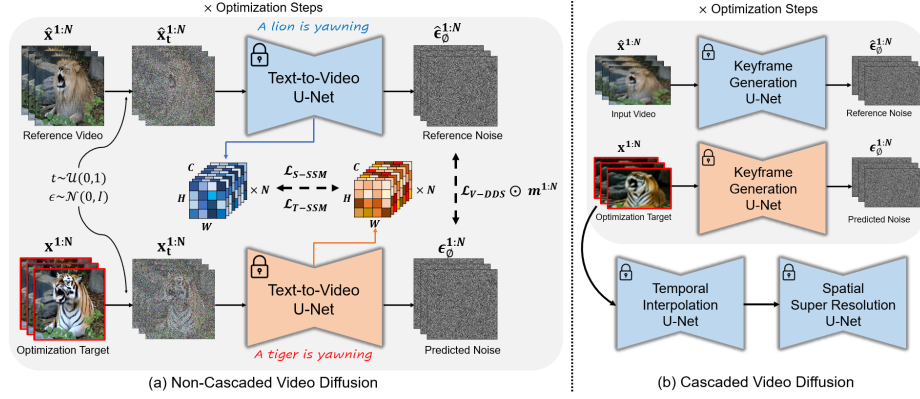 × Optimization Steps
x̂^{1:N}
x̂_t^{1:N}
A lion is yawning
ε̂_∅^{1:N}
Text-to-Video
U-Net
Reference Video
Reference Noise
t~𝒰(0,1)
ϵ~𝒩(0,I)
C
H
W
× N
ℒ_{S-SSM}
ℒ_{T-SSM}
C
H
W
× N
ℒ_{V-DDS} ⊙ m^{1:N}
x^{1:N}
x_t^{1:N}
ϵ_∅^{1:N}
Text-to-Video
U-Net
Optimization Target
A tiger is yawning
Predicted Noise
(a) Non-Cascaded Video Diffusion
× Optimization Steps
x̂^{1:N}
Keyframe
Generation
U-Net
ε̂_∅^{1:N}
Input Video
Reference Noise
x^{1:N}
Keyframe
Generation
U-Net
ϵ_∅^{1:N}
Optimization Target
Predicted Noise
Temporal
Interpolation
U-Net
Spatial
Super Resolution
U-Net
(b) Cascaded Video Diffusion